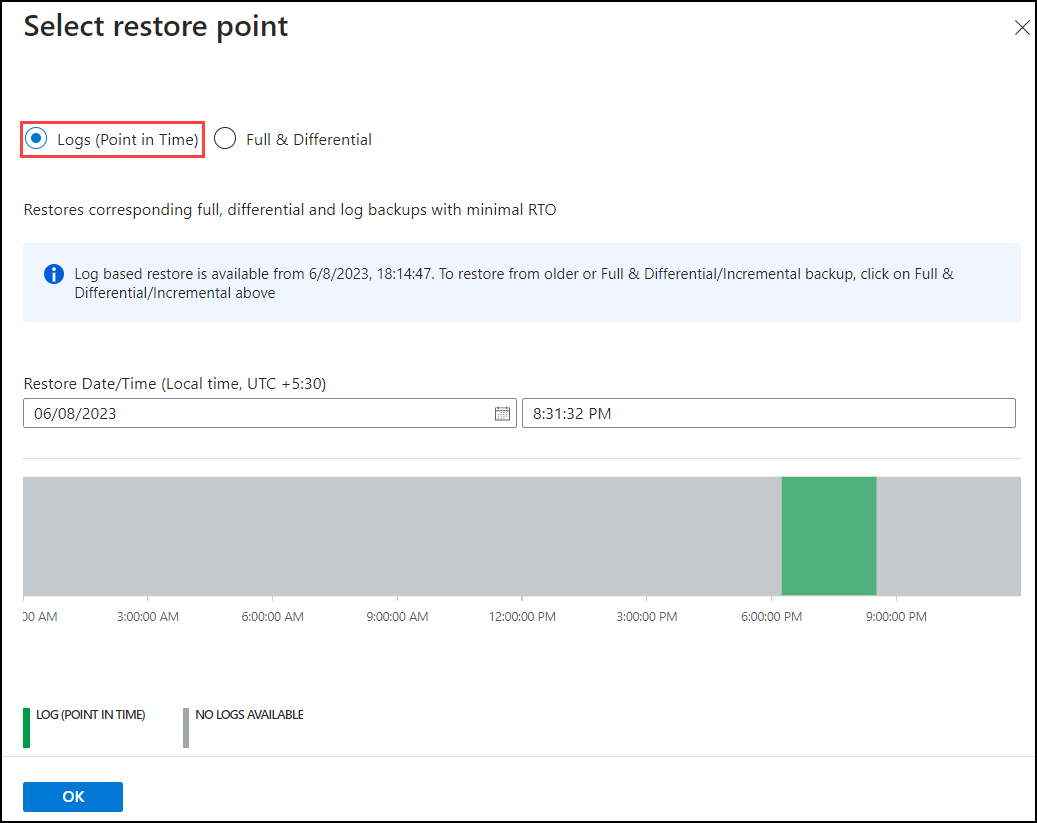 Select restore point
Logs (Point in Time) Full & Differential
Restores corresponding full, differential and log backups with minimal RTO
Log based restore is available from 6/8/2023, 18:14:47. To restore from older or Full & Differential/Incremental backup, click on Full &
Differential/Incremental above
Restore Date/Time (Local time, UTC +5:30)
06/08/2023 8:31:32 PM
00 AM 3:00:00 AM 6:00:00 AM 9:00:00 AM 12:00:00 PM 3:00:00 PM 6:00:00 PM 9:00:00 PM
LOG (POINT IN TIME) NO LOGS AVAILABLE
OK